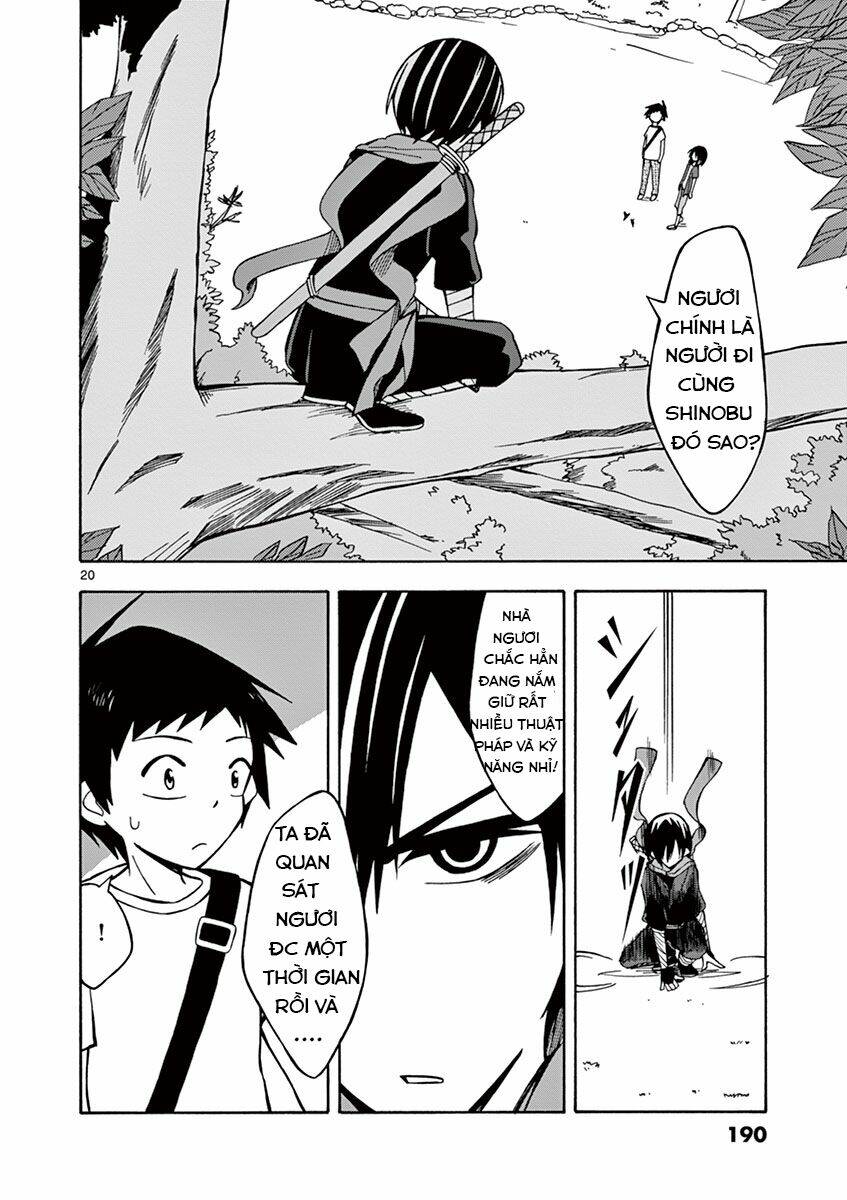 NGƯƠI
CHÍNH LÀ
NGƯỜI ĐI
CÙNG
SHINOBU
ĐÓ SAO?
20
NHÀ
NGƯƠI
CHẮC HẲN
ĐANG NẮM
GIỮ RẤT
NHIỀU THUẬT
PHÁP VÀ KỸ
NĂNG NHỈ!
TA ĐÃ
QUAN
SÁT
NGƯƠI
ĐC MỘT
THỜI GIAN
RỒI VÀ
....
!
190